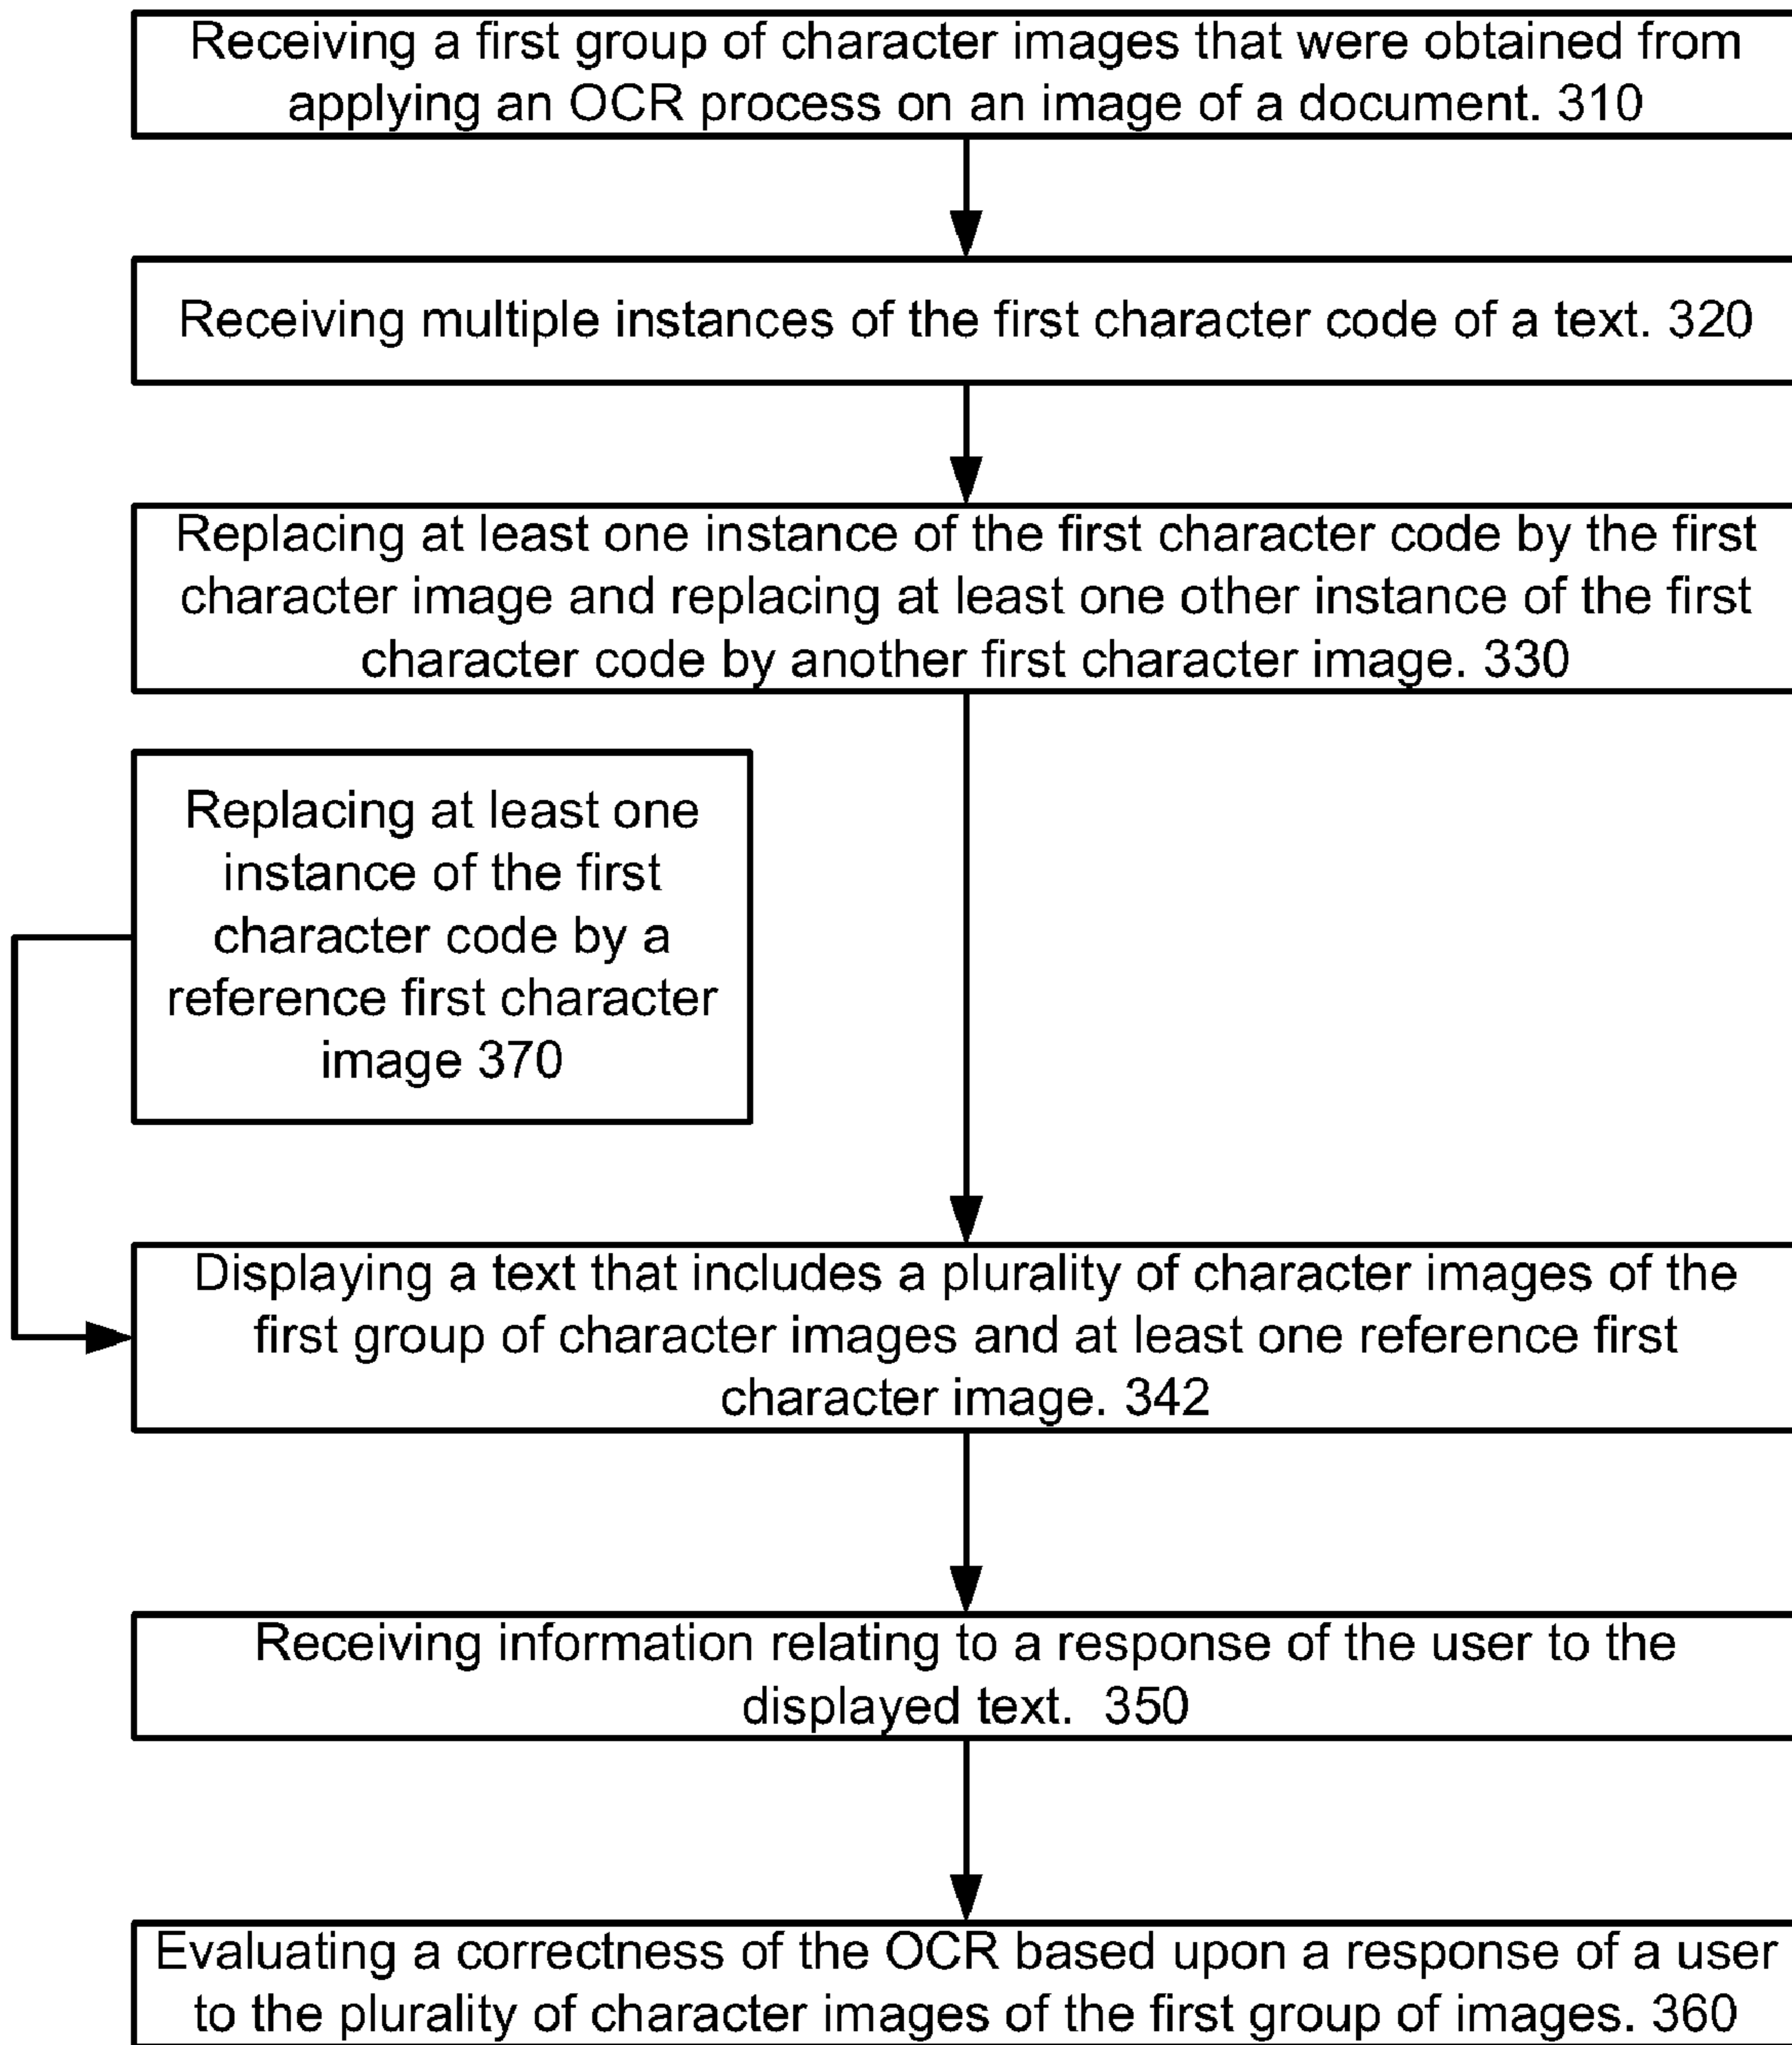 Receiving a first group of character images that were obtained from
applying an OCR process on an image of a document. 310
Receiving multiple instances of the first character code of a text. 320
Replacing at least one instance of the first character code by the first
character image and replacing at least one other instance of the first
character code by another first character image. 330
Replacing at least one
instance of the first
character code by a
reference first character
image 370
Displaying a text that includes a plurality of character images of the
first group of character images and at least one reference first
character image. 342
Receiving information relating to a response of the user to the
displayed text.  350
Evaluating a correctness of the OCR based upon a response of a user
to the plurality of character images of the first group of images. 360